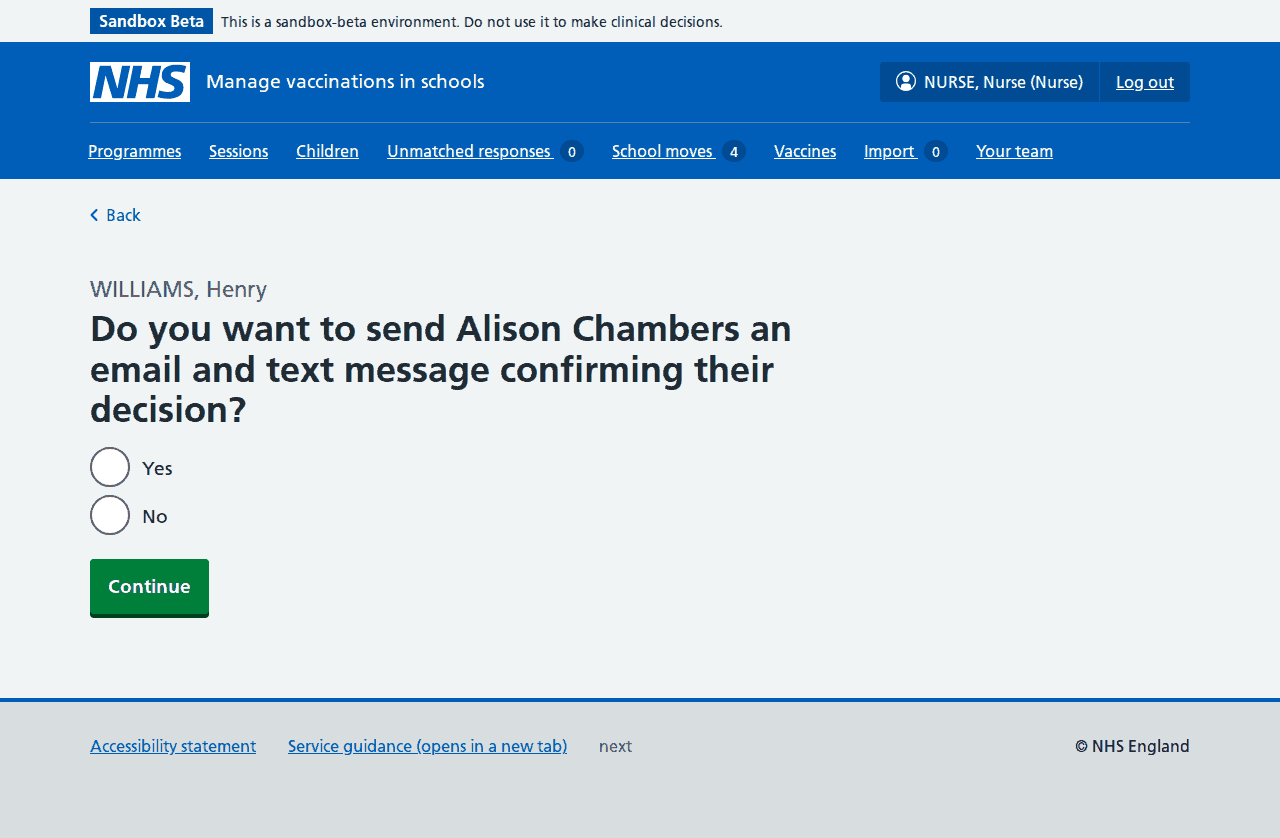 Sandbox Beta This is a sandbox-beta environment. Do not use it to make clinical decisions.
NHS Manage vaccinations in schools NURSE, Nurse (Nurse) Log out
Programmes Sessions Children Unmatched responses 0 School moves 4 Vaccines Import 0 Your team
Back
WILLIAMS, Henry
Do you want to send Alison Chambers an
email and text message confirming their
decision?
Yes
No
Continue
Accessibility statement Service guidance (opens in a new tab) next © NHS England